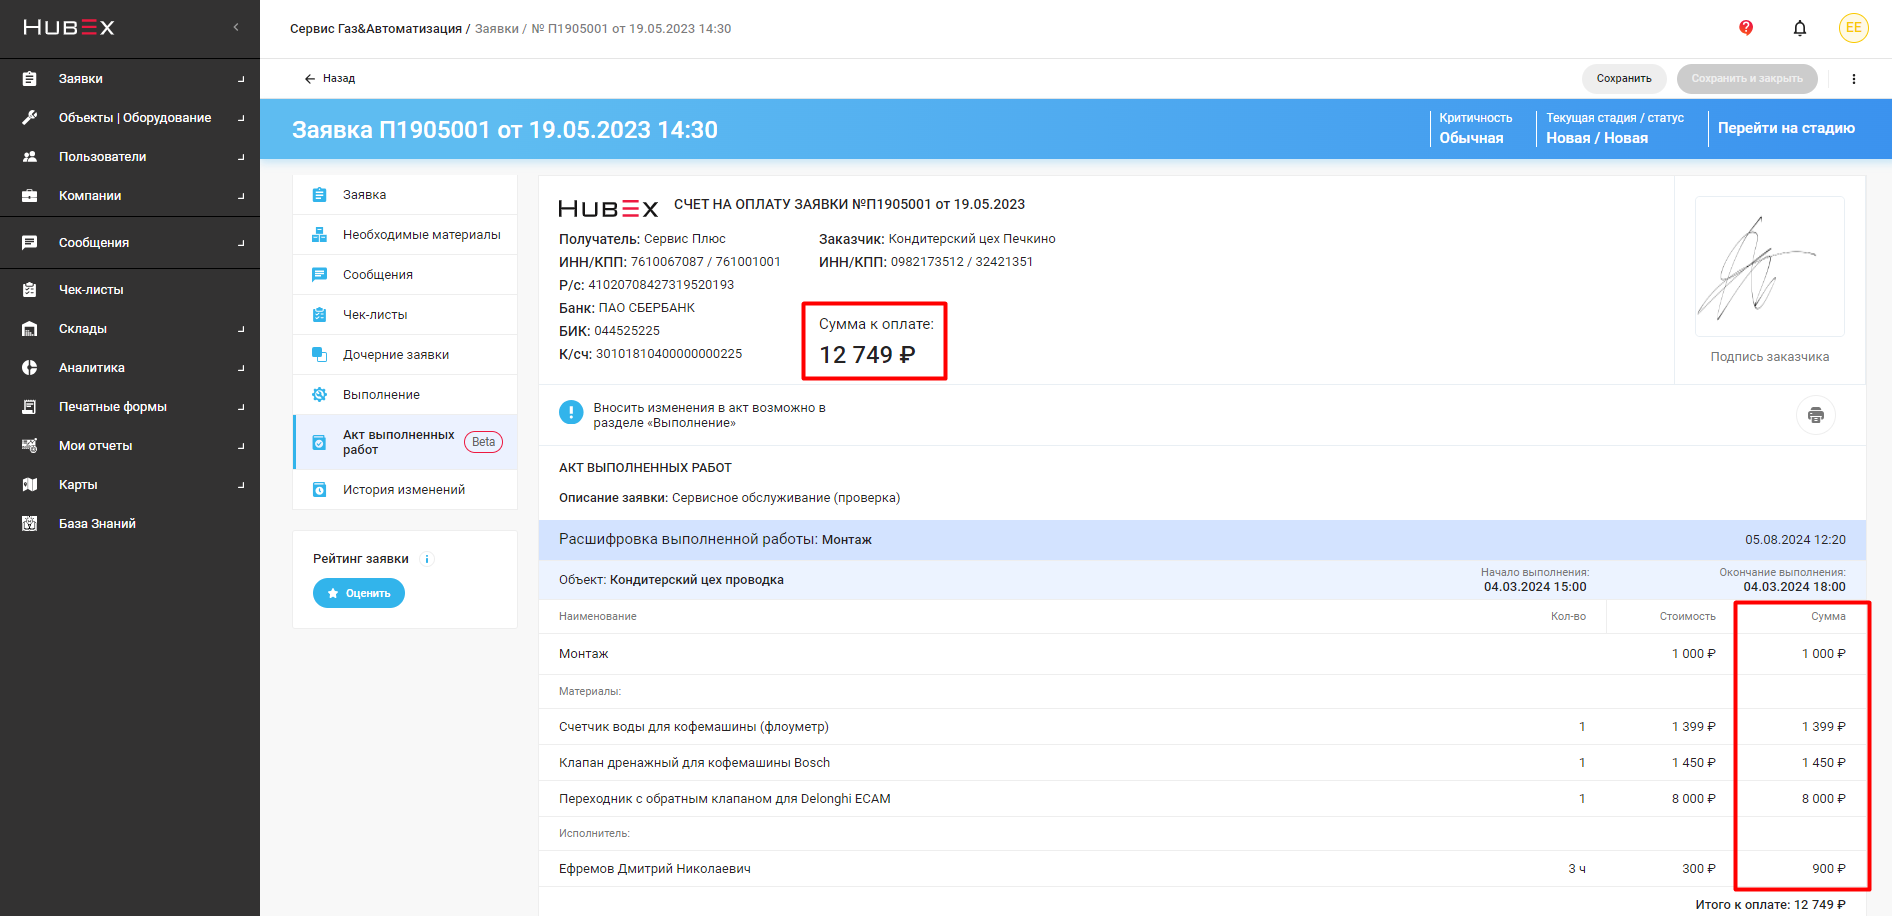 HUBEX
Заявки
Объекты | Оборудование
Пользователи
Компании
Сообщения
Чек-листы
Склады
Аналитика
Печатные формы
Мои отчеты
Карты
База Знаний
Сервис Газ&Автоматизация / Заявки / № П1905001 от 19.05.2023 14:30
EE
Назад
Сохранить
Сохранить и закрыть
Заявка П1905001 от 19.05.2023 14:30
Критичность
Обычная
Текущая стадия / статус
Новая / Новая
Перейти на стадию
Заявка
Необходимые материалы
Сообщения
Чек-листы
Дочерние заявки
Выполнение
Акт выполненных
работ
Beta
История изменений
Рейтинг заявки
Оценить
HUBEX СЧЕТ НА ОПЛАТУ ЗАЯВКИ №П1905001 от 19.05.2023
Получатель: Сервис Плюс
ИНН/КПП: 7610067087 / 761001001
Р/с: 41020708427319520193
Банк: ПАО СБЕРБАНК
БИК: 044525225
К/сч: 30101810400000000225
Заказчик: Кондитерский цех Печкино
ИНН/КПП: 0982173512 / 32421351
Сумма к оплате:
12 749 ₽
Подпись заказчика
Вносить изменения в акт возможно в
разделе «Выполнение»
АКТ ВЫПОЛНЕННЫХ РАБОТ
Описание заявки: Сервисное обслуживание (проверка)
Расшифровка выполненной работы: Монтаж 05.08.2024 12:20
Объект: Кондитерский цех проводка
Начало выполнения:
04.03.2024 15:00
Окончание выполнения:
04.03.2024 18:00
Наименование Кол-во Стоимость Сумма
Монтаж 1 000 ₽ 1 000 ₽
Материалы:
Счетчик воды для кофемашины (флоуметр) 1 1 399 ₽ 1 399 ₽
Клапан дренажный для кофемашины Bosch 1 1 450 ₽ 1 450 ₽
Переходник с обратным клапаном для Delonghi ECAM 1 8 000 ₽ 8 000 ₽
Исполнитель:
Ефремов Дмитрий Николаевич 3 ч 300 ₽ 900 ₽
Итого к оплате: 12 749 ₽